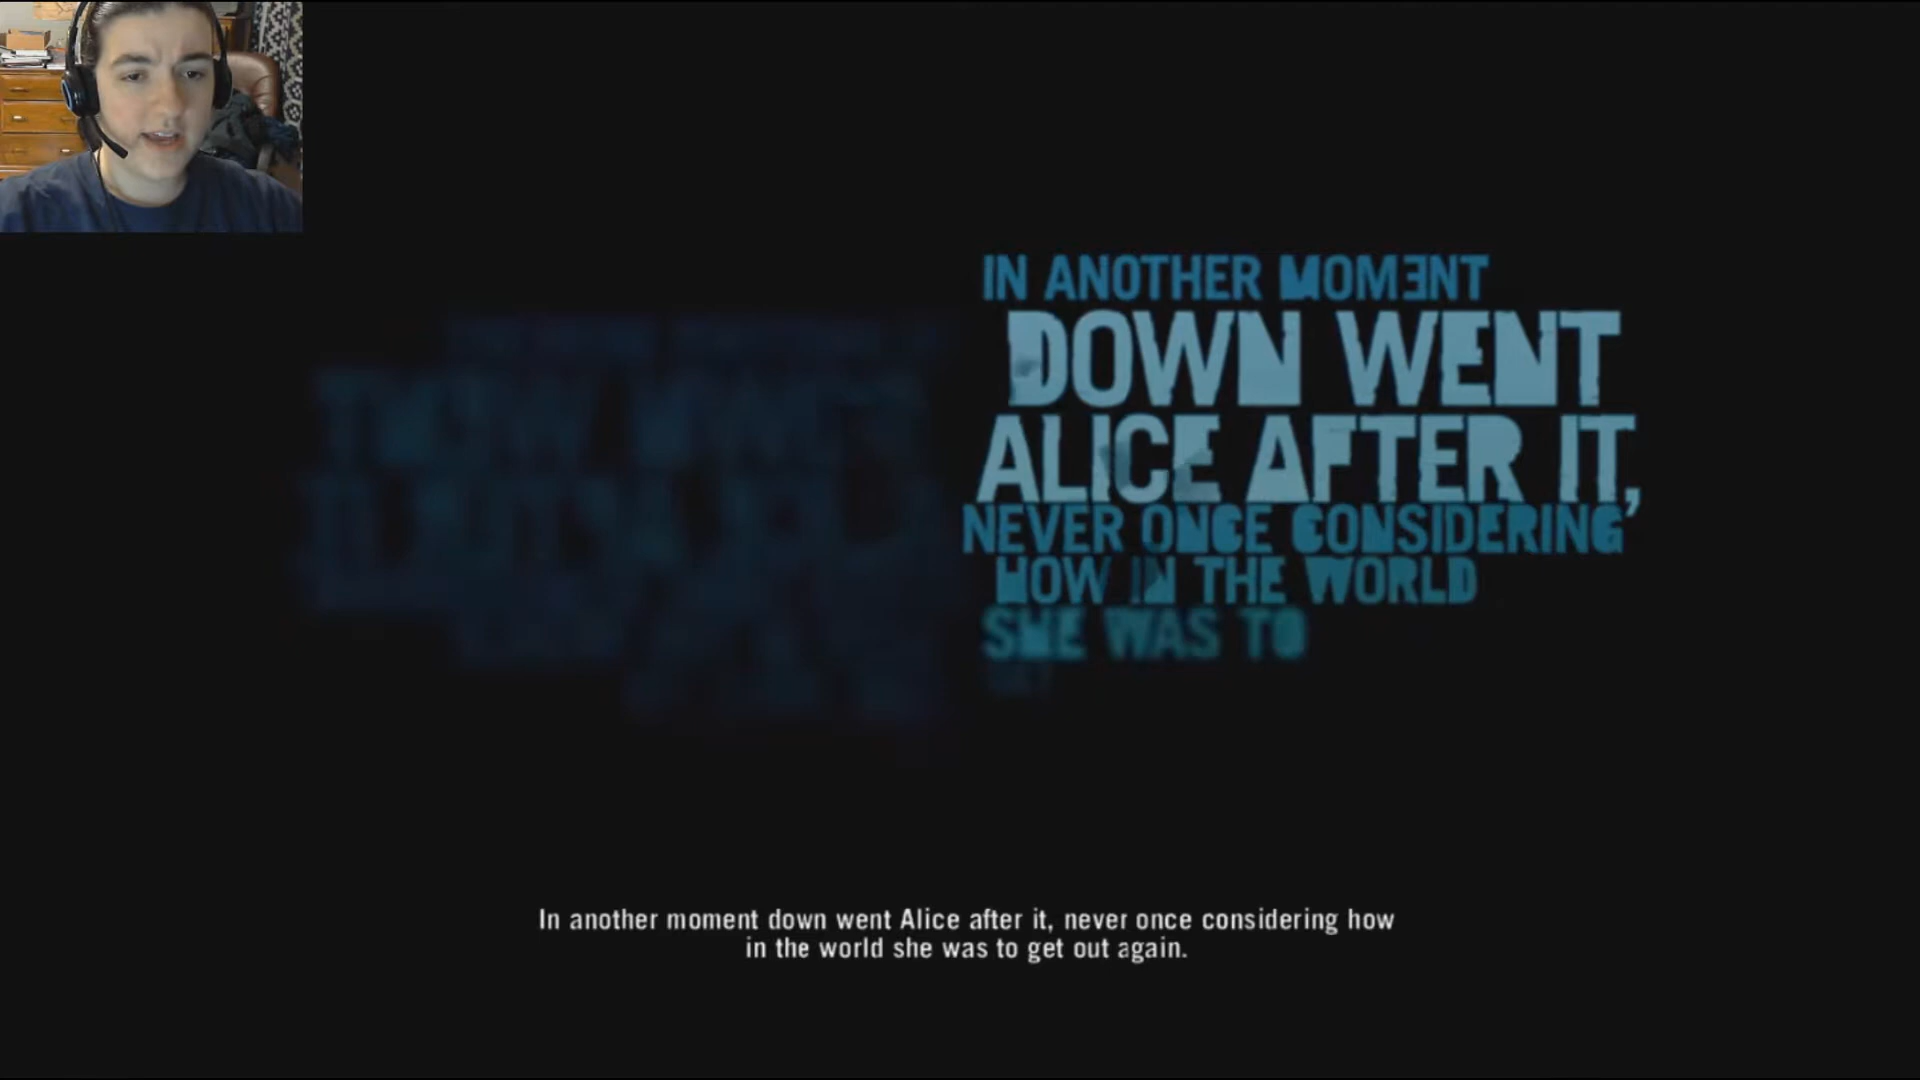 IN ANOTHER MOMENT
DOWN WENT
ALICE AFTER IT,
NEVER ONCE CONSIDERING
HOW IN THE WORLD
SHE WAS TO
In another moment down went Alice after it, never once considering how
in the world she was to get out again.